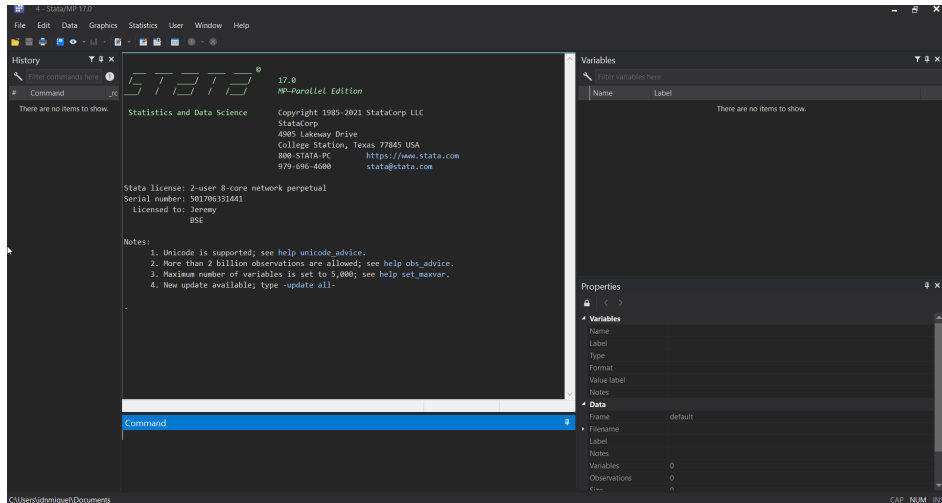 4 - Stata/MP 17.0
File Edit Data Graphics Statistics User Window Help
History
Filter commands here
# Command _rc
There are no items to show.
®
17.0
MP—Parallel Edition
Statistics and Data Science Copyright 1985-2021 StataCorp LLC
StataCorp
4905 Lakeway Drive
College Station, Texas 77845 USA
800-STATA-PC https://www.stata.com
979-696-4600 stata@stata.com
Stata license: 2-user 8-core network perpetual
Serial number: 501706331441
Licensed to: Jeremy
BSE
Notes:
1. Unicode is supported; see help unicode_advice.
2. More than 2 billion observations are allowed; see help obs_advice.
3. Maximum number of variables is set to 5,000; see help set_maxvar.
4. New update available; type -update all-
.
Command
Variables
Filter variables here
Name Label
There are no items to show.
Properties
Variables
Name
Label
Type
Format
Value label
Notes
Data
Frame default
Filename
Label
Notes
Variables 0
Observations 0
Size 0
C:\Users\idnmiguel\Documents
CAP NUM INS